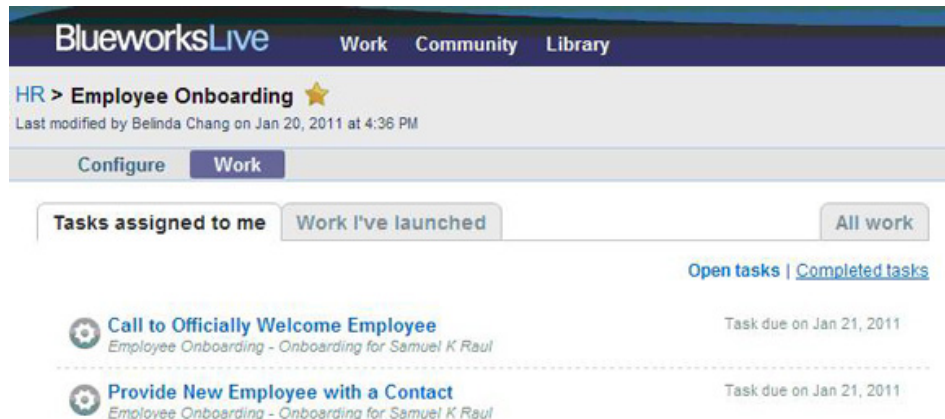 BlueworksLive Work Community Library
HR > Employee Onboarding
Last modified by Belinda Chang on Jan 20, 2011 at 4:36 PM
Configure Work
Tasks assigned to me Work I've launched All work
Open tasks | Completed tasks
Call to Officially Welcome Employee Task due on Jan 21, 2011
Employee Onboarding - Onboarding for Samuel K Raul
Provide New Employee with a Contact Task due on Jan 21, 2011
Employee Onboarding - Onboarding for Samuel K Raul